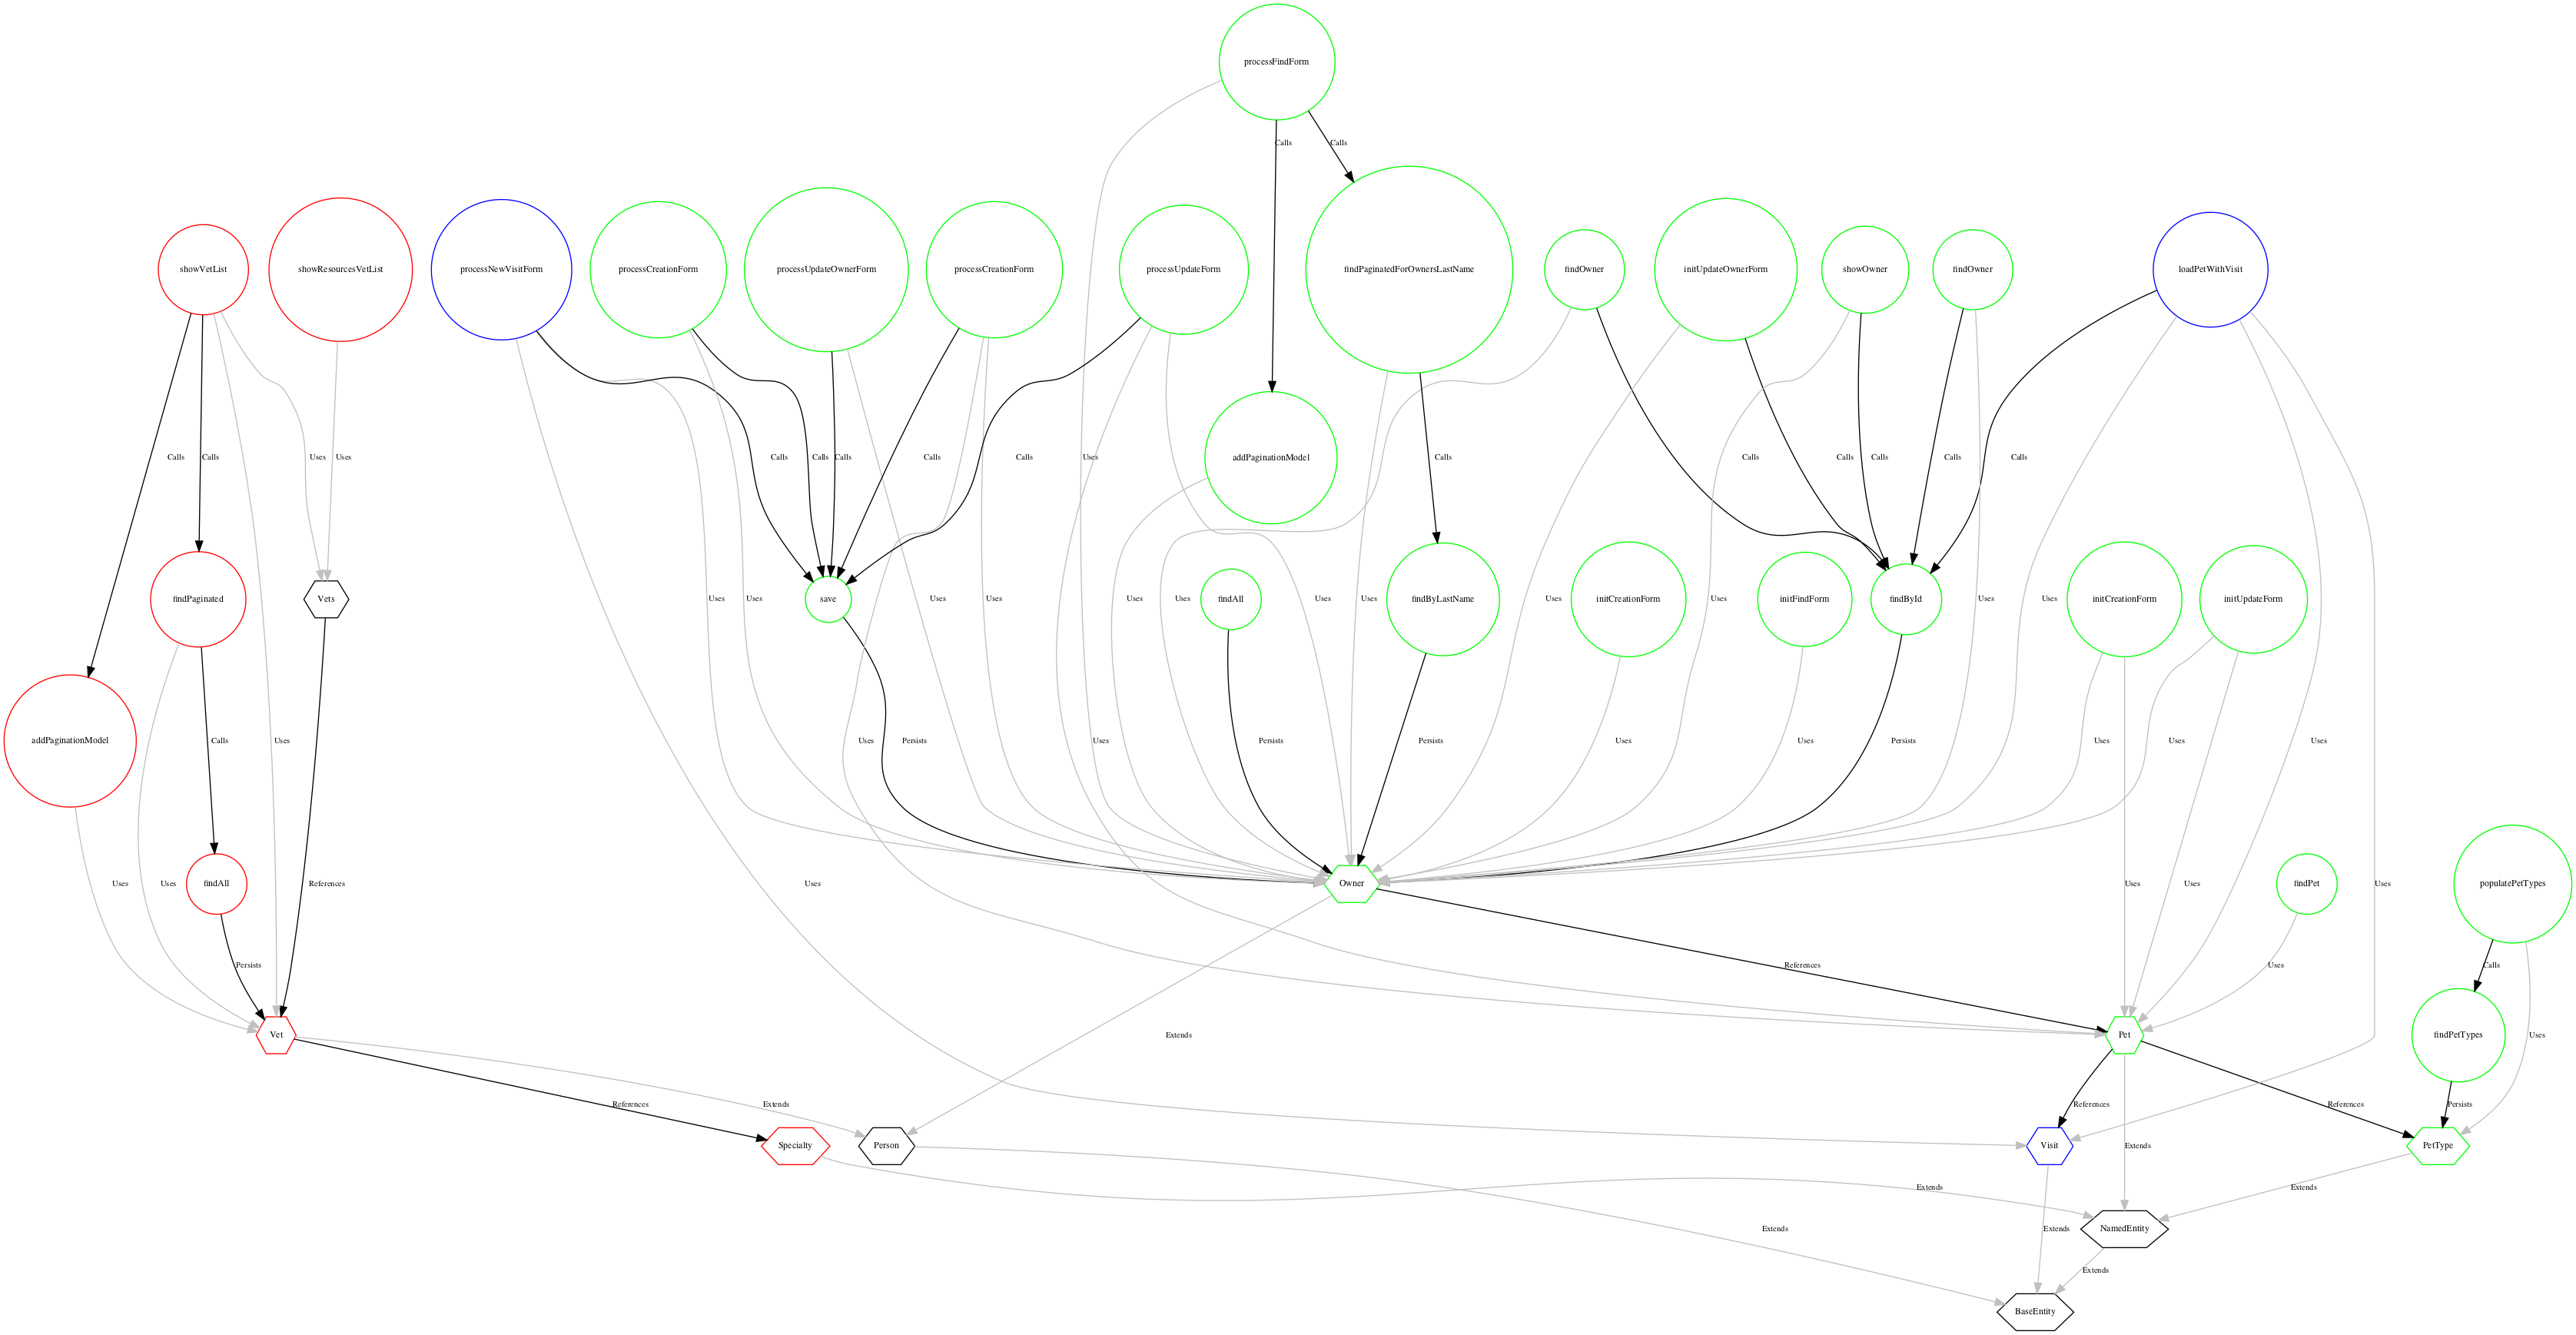 processFindForm
Calls
Calls
showVetList
showResourcesVetList
processNewVisitForm
processCreationForm
processUpdateOwnerForm
processCreationForm
processUpdateForm
findPaginatedForOwnersLastName
findOwner
initUpdateOwnerForm
showOwner
findOwner
loadPetWithVisit
Calls
Calls
Uses
Uses
Calls
Calls
Calls
Calls
Calls
Uses
addPaginationModel
Calls
Calls
Calls
Calls
Calls
Calls
findPaginated
Vets
Uses
Uses
save
Uses
Uses
Uses
Uses
findAll
Uses
Uses
findByLastName
Uses
initCreationForm
Uses
initFindForm
findById
Uses
Uses
initCreationForm
initUpdateForm
addPaginationModel
Calls
Uses
Uses
Persists
Uses
Persists
Persists
Uses
Uses
Persists
Uses
Uses
Uses
Uses
Uses
findAll
References
Uses
Owner
Uses
Uses
Uses
findPet
populatePetTypes
Persists
References
Uses
Calls
Vet
Extends
Pet
findPetTypes
Uses
References
Extends
References
References
Persists
Specialty
Person
Visit
Extends
PetType
Extends
Extends
Extends
Extends
NamedEntity
Extends
BaseEntity